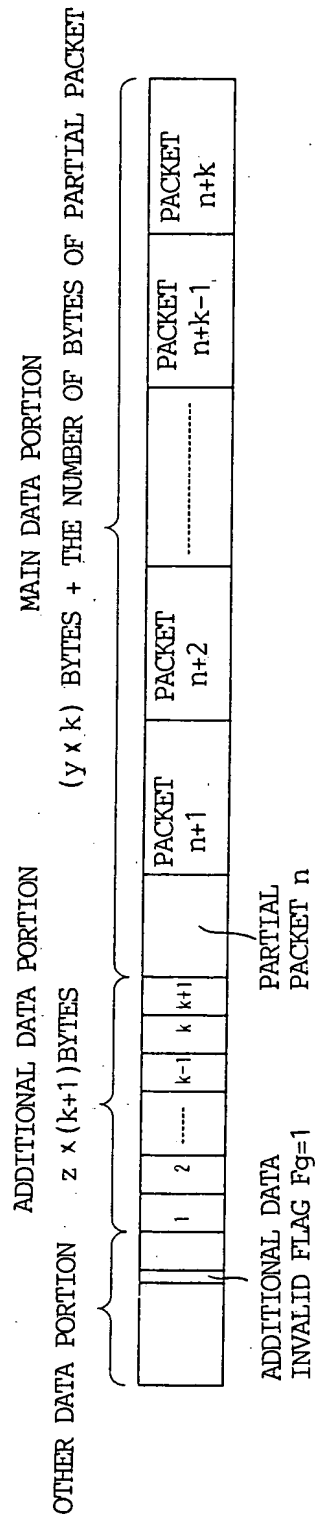 OTHER DATA PORTION
ADDITIONAL DATA PORTION
z x (k+1)BYTES
MAIN DATA PORTION
(y x k) BYTES + THE NUMBER OF BYTES OF PARTIAL PACKET
1
2
------
k-1
k
k+1
PACKET
n+1
PACKET
n+2
----------------
PACKET
n+k-1
PACKET
n+k
ADDITIONAL DATA
INVALID FLAG Fg=1
PARTIAL
PACKET n